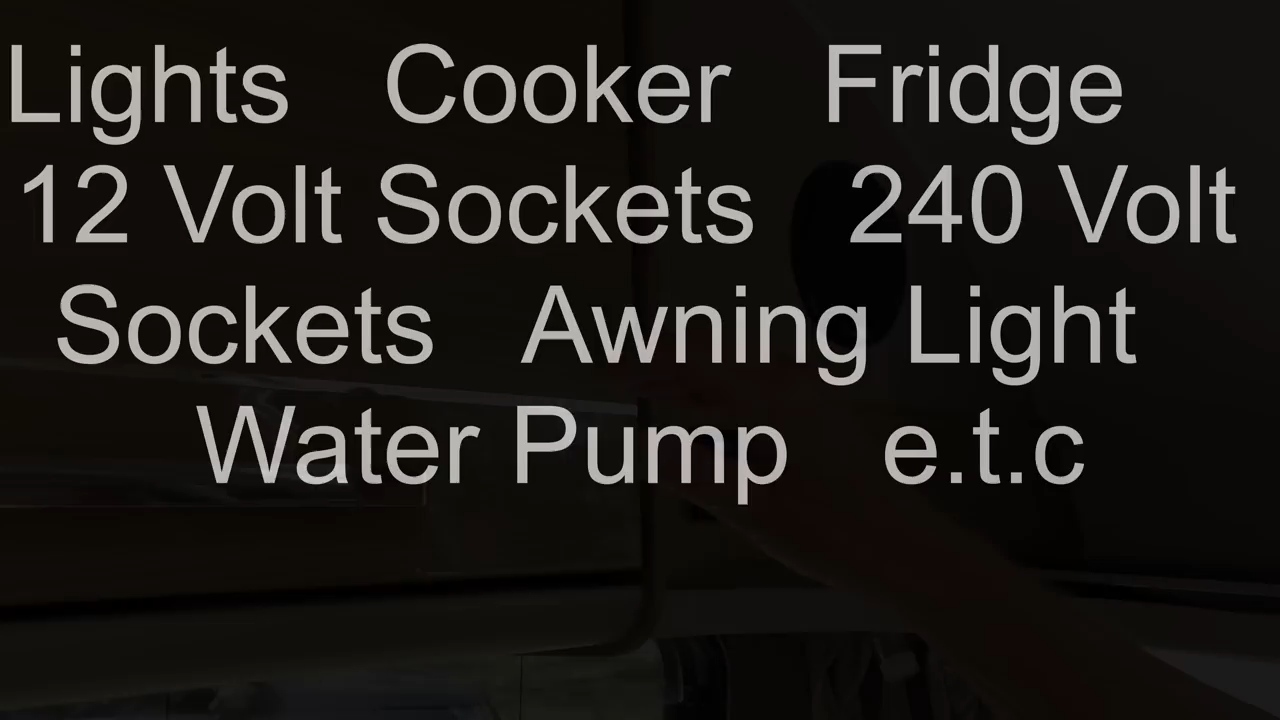 Lights   Cooker   Fridge
12 Volt Sockets   240 Volt
Sockets   Awning Light
Water Pump   e.t.c